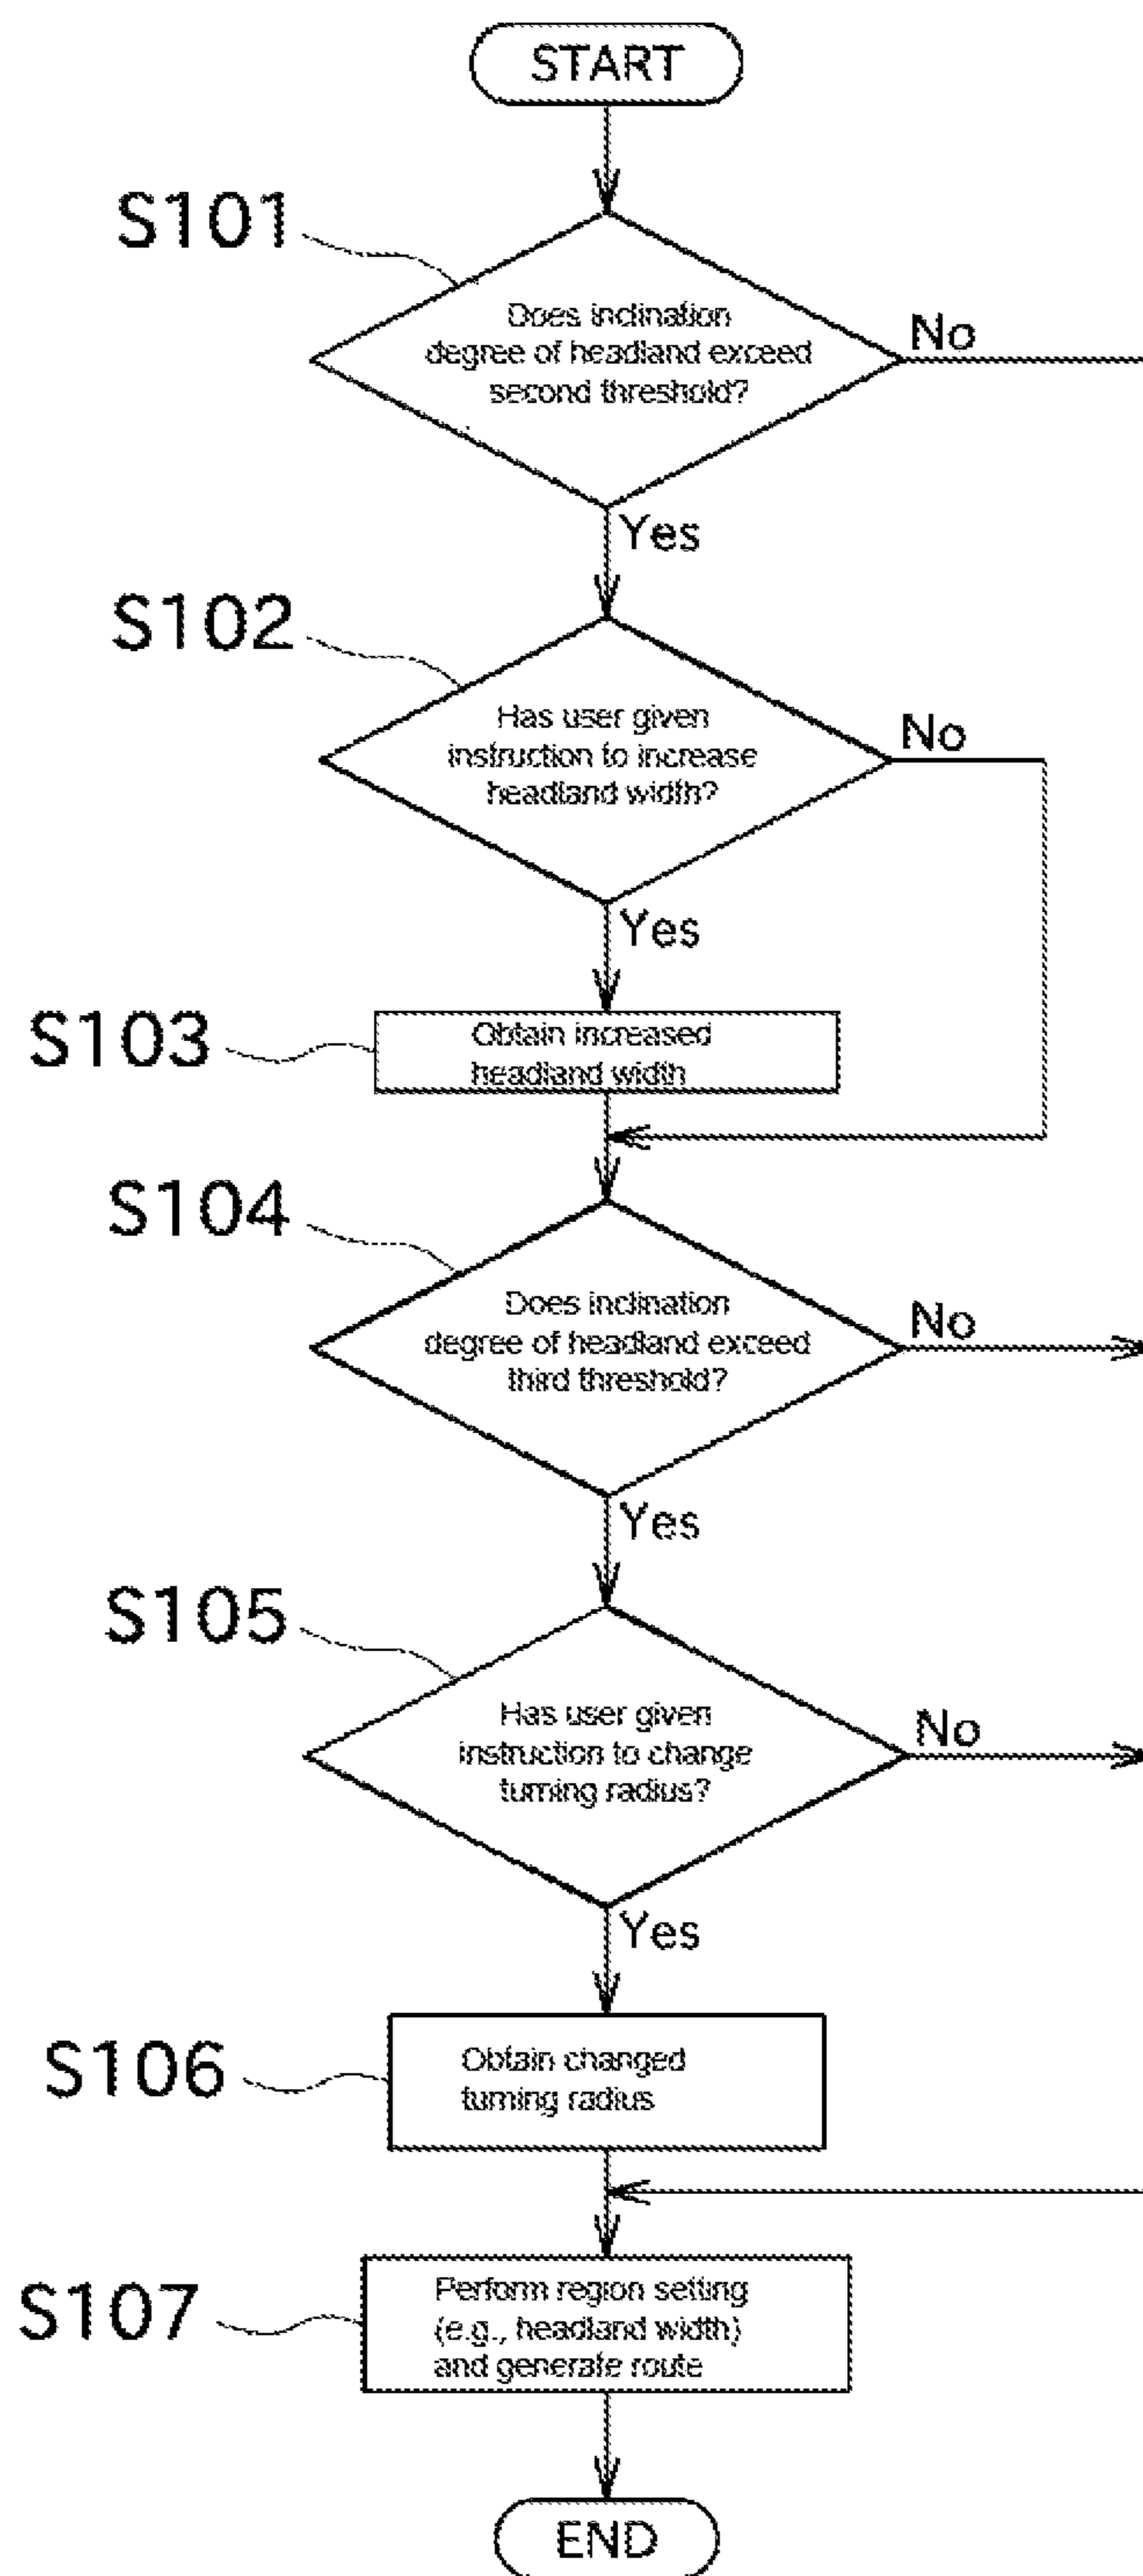 START
S101
Does inclination
degree of headland exceed
second threshold?
No
Yes
S102
Has user given
instruction to increase
headland width?
No
Yes
S103
Obtain increased
headland width
S104
Does inclination
degree of headland exceed
third threshold?
No
Yes
S105
Has user given
instruction to change
turning radius?
No
Yes
S106
Obtain changed
turning radius
S107
Perform region setting
(e.g., headland width)
and generate route
END